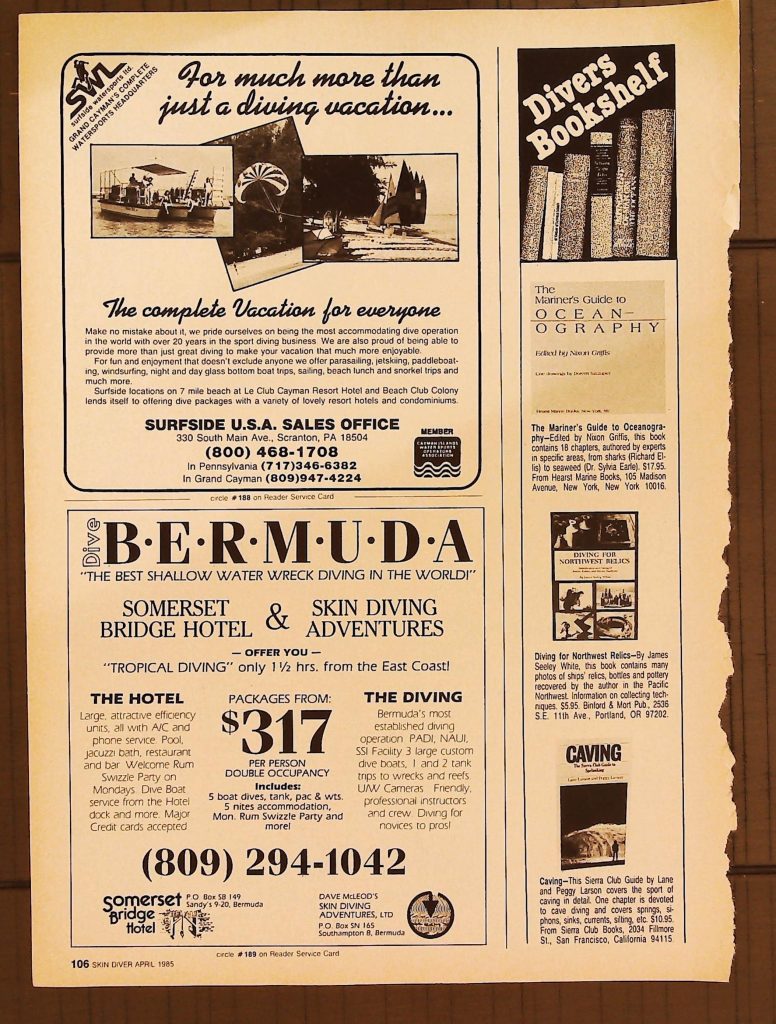 SWL
surfside watersports ltd.
GRAND CAYMAN'S COMPLETE
WATERSPORTS HEADQUARTERS
For much more than
just a diving vacation...
The complete Vacation for everyone
Make no mistake about it, we pride ourselves on being the most accommodating dive operation
in the world with over 20 years in the sport diving business. We are also proud of being able to
provide more than just great diving to make your vacation that much more enjoyable.
For fun and enjoyment that doesn't exclude anyone we offer parasailing, jetskiing, paddleboat-
ing, windsurfing, night and day glass bottom boat trips, sailing, beach lunch and snorkel trips and
much more.
Surfside locations on 7 mile beach at Le Club Cayman Resort Hotel and Beach Club Colony
lends itself to offering dive packages with a variety of lovely resort hotels and condominiums.
SURFSIDE U.S.A. SALES OFFICE
330 South Main Ave., Scranton, PA 18504
(800) 468-1708
In Pennsylvania (717)346-6382
In Grand Cayman (809)947-4224
MEMBER
CAYMAN ISLANDS
WATER SPORTS
OPERATORS
ASSOCIATION
circle #188 on Reader Service Card
Dive
B·E·R·M·U·D·A
"THE BEST SHALLOW WATER WRECK DIVING IN THE WORLD!"
SOMERSET
BRIDGE HOTEL
&
SKIN DIVING
ADVENTURES
— OFFER YOU —
"TROPICAL DIVING" only 1½ hrs. from the East Coast!
THE HOTEL
Large, attractive efficiency
units, all with A/C and
phone service. Pool,
jacuzzi bath, restaurant
and bar. Welcome Rum
Swizzle Party on
Mondays. Dive Boat
service from the Hotel
dock and more. Major
Credit cards accepted
PACKAGES FROM:
$317
PER PERSON
DOUBLE OCCUPANCY
Includes:
5 boat dives, tank, pac & wts.
5 nites accommodation,
Mon. Rum Swizzle Party and
more!
THE DIVING
Bermuda's most
established diving
operation. PADI, NAUI,
SSI Facility 3 large custom
dive boats, 1 and 2 tank
trips to wrecks and reefs.
U/W Cameras. Friendly,
professional instructors
and crew. Diving for
novices to pros!
(809) 294-1042
Somerset
Bridge
Hotel
P.O. Box SB 149
Sandy's 9-20, Bermuda
DAVE McLEOD'S
SKIN DIVING
ADVENTURES, LTD
P.O. Box SN 165
Southampton 8, Bermuda
circle #189 on Reader Service Card
106 SKIN DIVER APRIL 1985
Divers
Bookshelf
The
Mariner's Guide to
OCEAN-
OGRAPHY
Edited by Nixon Griffis
Hearst Marine Books, New York, NY
The Mariner's Guide to Oceanogra-
phy—Edited by Nixon Griffis, this book
contains 18 chapters, authored by experts
in specific areas, from sharks (Richard El-
lis) to seaweed (Dr. Sylvia Earle). $17.95.
From Hearst Marine Books, 105 Madison
Avenue, New York, New York 10016.
DIVING FOR
NORTHWEST RELICS
Diving for Northwest Relics—By James
Seeley White, this book contains many
photos of ships' relics, bottles and pottery
recovered by the author in the Pacific
Northwest. Information on collecting tech-
niques. $5.95. Binford & Mort Pub., 2536
S.E. 11th Ave., Portland, OR 97202.
CAVING
The Sierra Club Guide to
Spelunking
Lane Larson and Peggy Larson
Caving—This Sierra Club Guide by Lane
and Peggy Larson covers the sport of
caving in detail. One chapter is devoted
to cave diving and covers springs, si-
phons, sinks, currents, silting, etc. $10.95.
From Sierra Club Books, 2034 Fillmore
St., San Francisco, California 94115.